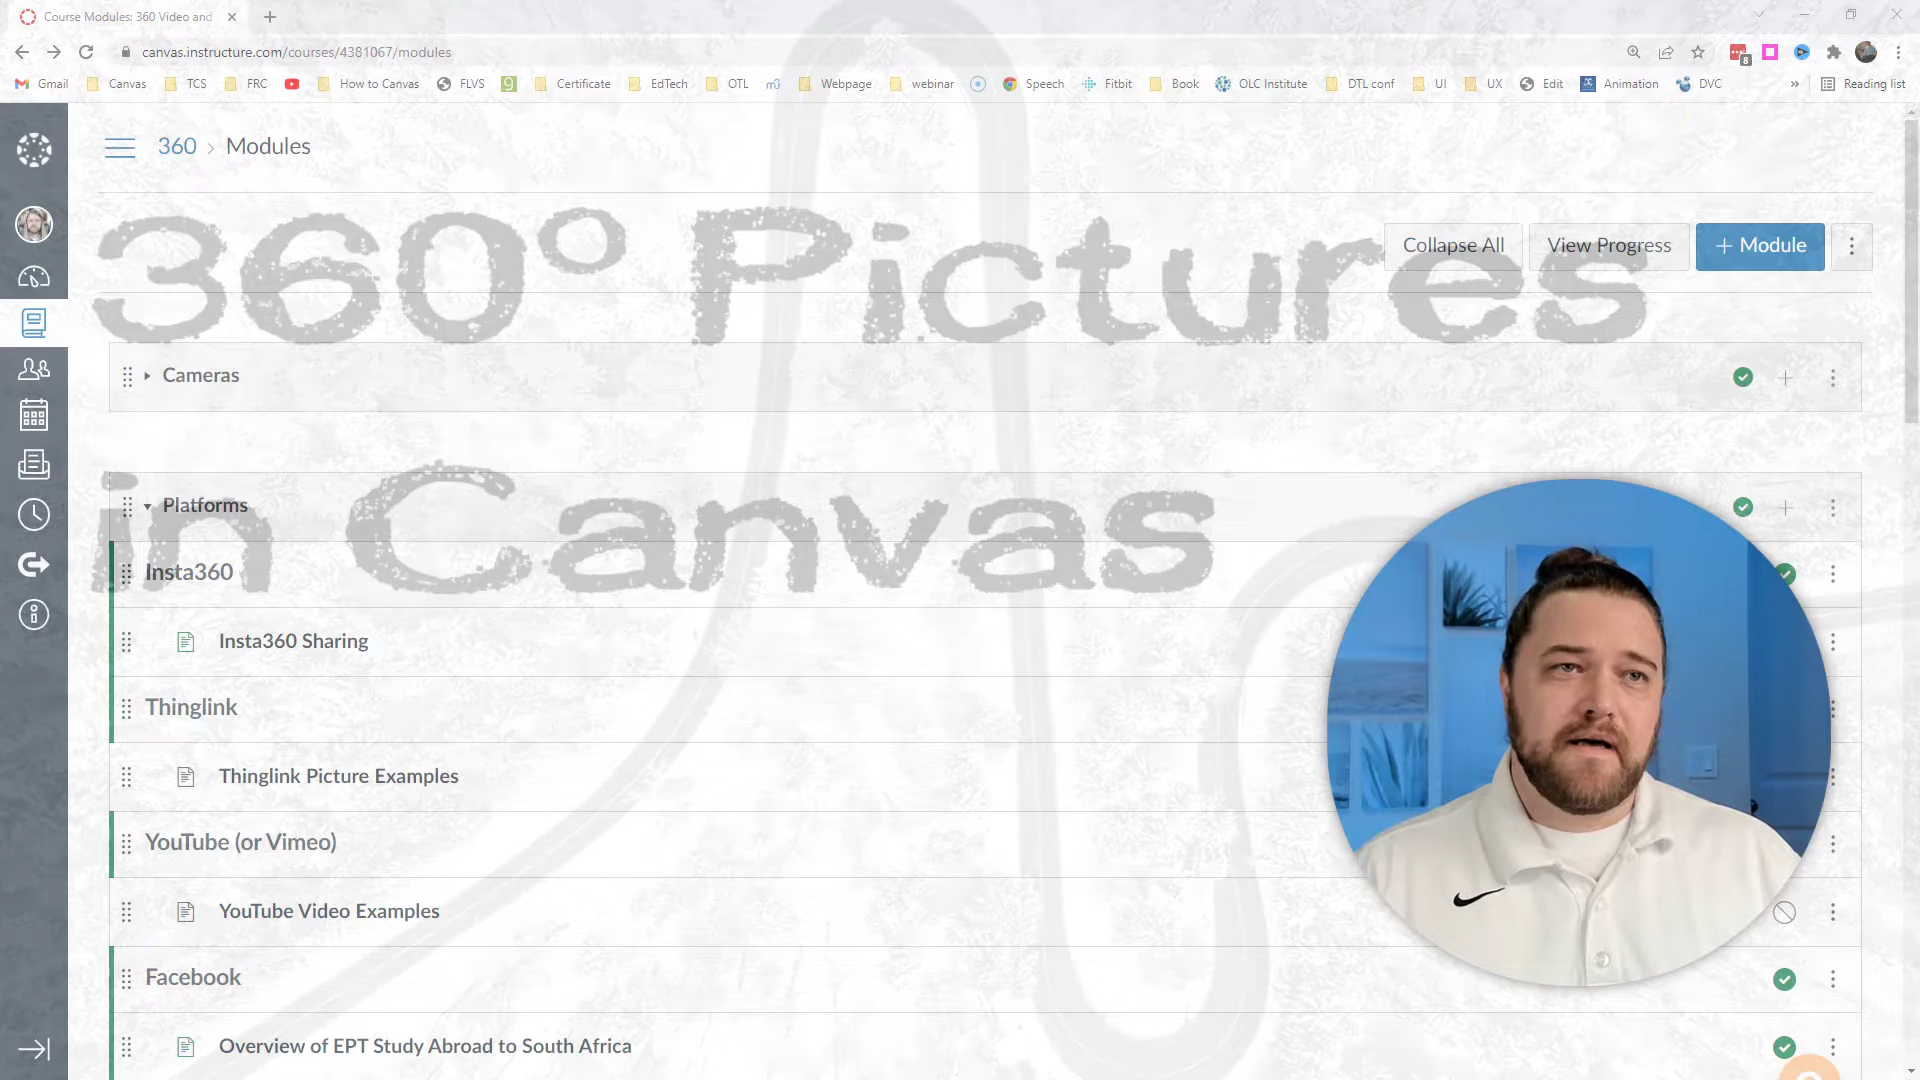 Course Modules: 360 Video and
canvas.instructure.com/courses/4381067/modules
8
Gmail Canvas TCS FRC How to Canvas FLVS Certificate EdTech OTL Webpage webinar Speech Fitbit Book OLC Institute DTL conf UI UX Edit Animation DVC » Reading list
360 › Modules
360° Pictures
Collapse All View Progress + Module
Cameras
in Canvas
Platforms
Insta360
Insta360 Sharing
Thinglink
Thinglink Picture Examples
YouTube (or Vimeo)
YouTube Video Examples
Facebook
Overview of EPT Study Abroad to South Africa